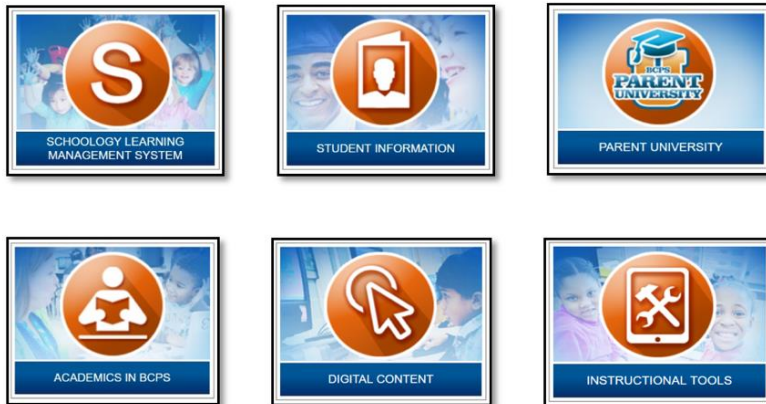 S
SCHOOLOGY LEARNING
MANAGEMENT SYSTEM
STUDENT INFORMATION
BCPS
PARENT
UNIVERSITY
PARENT UNIVERSITY
ACADEMICS IN BCPS
DIGITAL CONTENT
INSTRUCTIONAL TOOLS